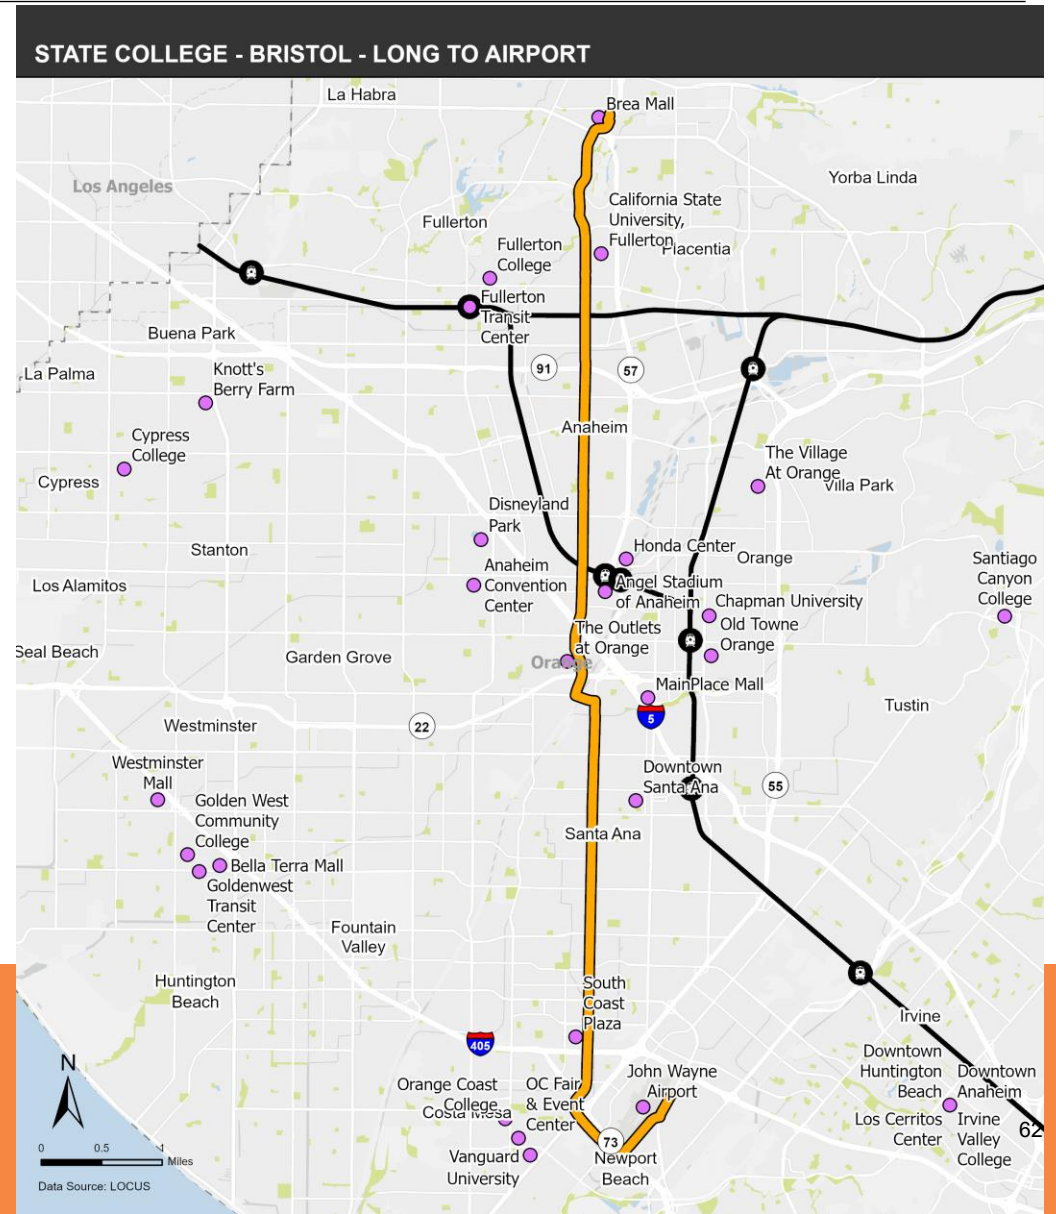 STATE COLLEGE - BRISTOL - LONG TO AIRPORT
La Habra
Brea Mall
Los Angeles
Yorba Linda
California State
University,
Fullerton
Placentia
Fullerton
Fullerton
College
Fullerton
Transit
Center
Buena Park
La Palma
Knott's
Berry Farm
91
57
Cypress
College
Cypress
Anaheim
The Village
At Orange
Villa Park
Disneyland
Park
Stanton
Honda Center
Orange
Santiago
Canyon
College
Los Alamitos
Anaheim
Convention
Center
Angel Stadium
of Anaheim
Chapman University
Old Towne
Orange
The Outlets
at Orange
Seal Beach
Garden Grove
Orange
MainPlace Mall
Tustin
5
Westminster
22
Westminster
Mall
Downtown
Santa Ana
55
Golden West
Community
College
Santa Ana
Bella Terra Mall
Goldenwest
Transit
Center
Fountain
Valley
Huntington
Beach
South
Coast
Plaza
Irvine
405
Downtown
Huntington
Beach
Downtown
Anaheim
John Wayne
Airport
Orange Coast
College
OC Fair
& Event
Center
Costa Mesa
Los Cerritos
Center
Irvine
Valley
College
62
73
Newport
Beach
Vanguard
University
N
0 0.5 1
Miles
Data Source: LOCUS